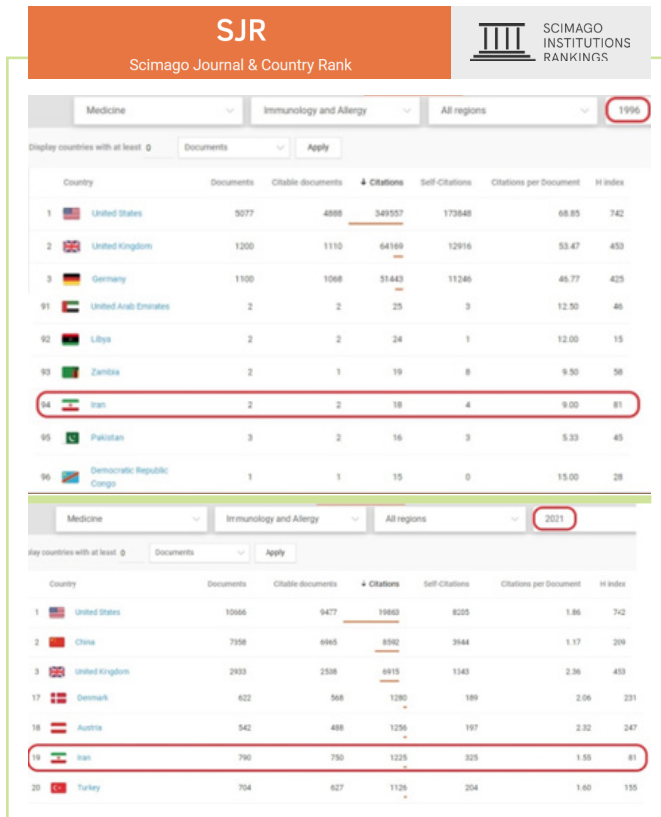 SJR
Scimago Journal & Country Rank
SCIMAGO
INSTITUTIONS
RANKINGS
Medicine Immunology and Allergy All regions 1996
Display countries with at least 0 Documents Apply
Country Documents Citable documents Citations Self-Citations Citations per Document H index
1 United States 5077 4888 349557 173848 68.85 742
2 United Kingdom 1200 1110 64169 12916 53.47 453
3 Germany 1100 1068 51443 11246 46.77 425
91 United Arab Emirates 2 2 25 3 12.50 46
92 Libya 2 2 24 1 12.00 15
93 Zambia 2 1 19 8 9.50 58
94 Iran 2 2 18 4 9.00 81
95 Pakistan 3 2 16 3 5.33 45
96 Democratic Republic Congo 1 1 15 0 15.00 28
Medicine Immunology and Allergy All regions 2021
lay countries with at least 0 Documents Apply
Country Documents Citable documents Citations Self-Citations Citations per Document H index
1 United States 10666 9477 19863 8205 1.86 742
2 China 7358 6965 8592 3944 1.17 209
3 United Kingdom 2933 2538 6915 1343 2.36 453
17 Denmark 622 568 1280 189 2.06 231
18 Austria 542 488 1256 197 2.32 247
19 Iran 790 750 1225 325 1.55 81
20 Turkey 704 627 1126 204 1.60 155